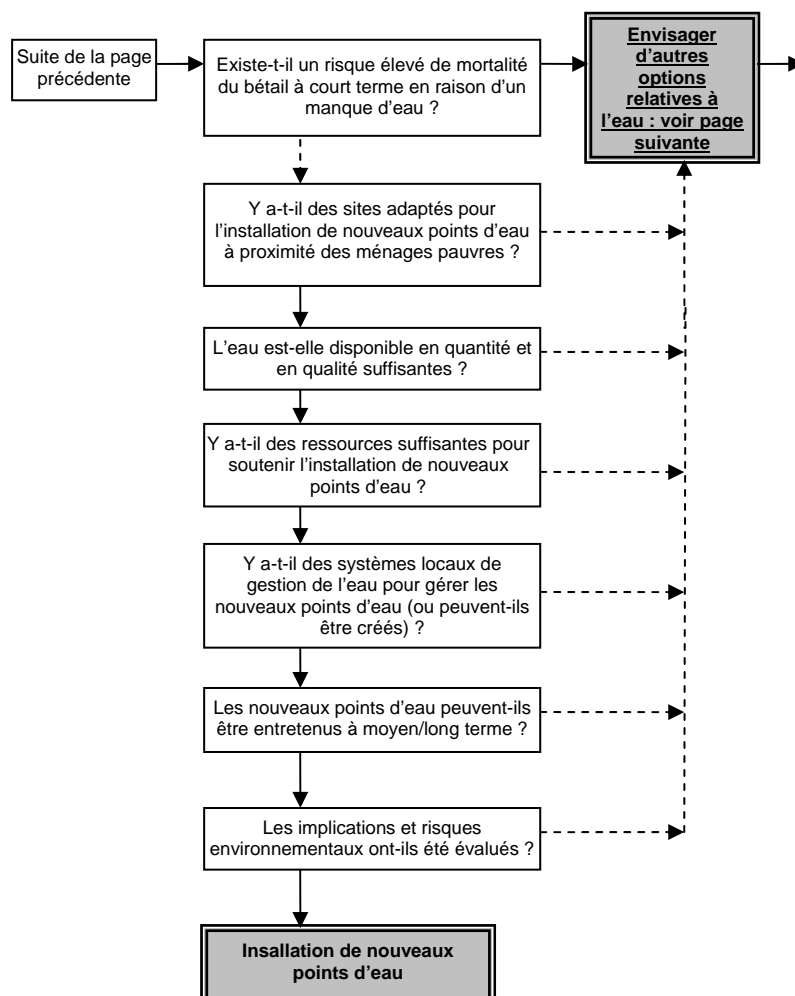 Suite de la page
précédente
Existe-t-il un risque élevé de mortalité
du bétail à court terme en raison d’un
manque d’eau ?
Envisager
d’autres
options
relatives à
l’eau : voir page
suivante
Y a-t-il des sites adaptés pour
l’installation de nouveaux points d’eau
à proximité des ménages pauvres ?
L’eau est-elle disponible en quantité et
en qualité suffisantes ?
Y a-t-il des ressources suffisantes pour
soutenir l’installation de nouveaux
points d’eau ?
Y a-t-il des systèmes locaux de
gestion de l’eau pour gérer les
nouveaux points d’eau (ou peuvent-ils
être créés) ?
Les nouveaux points d’eau peuvent-ils
être entretenus à moyen/long terme ?
Les implications et risques
environnementaux ont-ils été évalués ?
Insallation de nouveaux
points d’eau